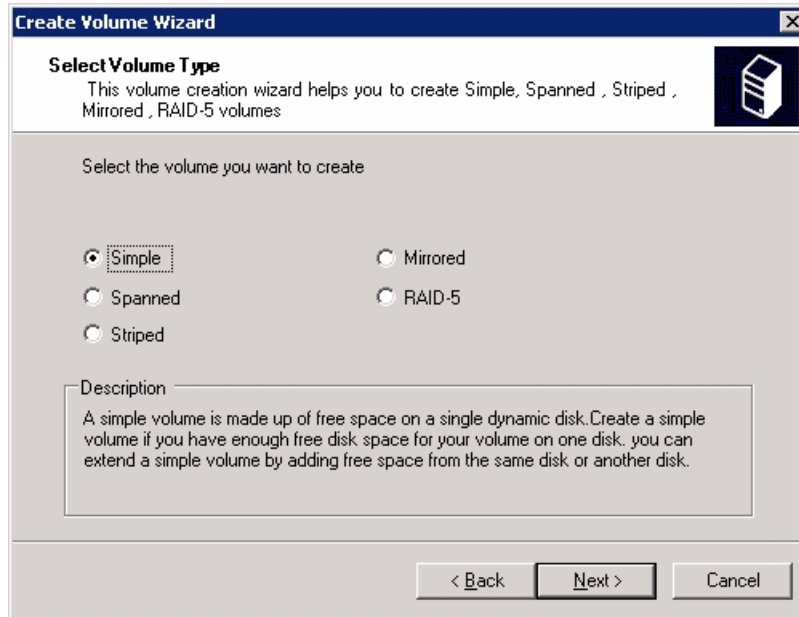 Create Volume Wizard
Select Volume Type
This volume creation wizard helps you to create Simple, Spanned , Striped ,
Mirrored , RAID-5 volumes
Select the volume you want to create
Simple
Mirrored
Spanned
RAID-5
Striped
Description
A simple volume is made up of free space on a single dynamic disk.Create a simple
volume if you have enough free disk space for your volume on one disk. you can
extend a simple volume by adding free space from the same disk or another disk.
< Back
Next >
Cancel